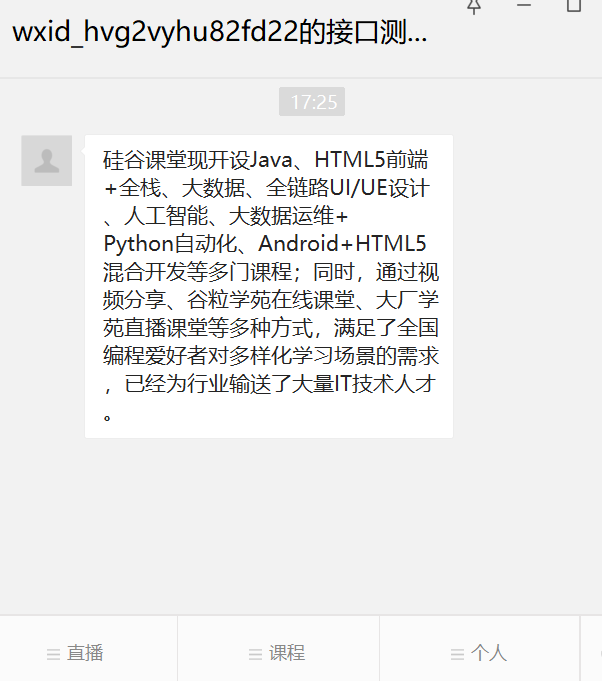 wxid_hvg2vyhu82fd22的接口测...
17:25
硅谷课堂现开设Java、HTML5前端
+全栈、大数据、全链路UI/UE设计
、人工智能、大数据运维+
Python自动化、Android+HTML5
混合开发等多门课程；同时，通过视
频分享、谷粒学苑在线课堂、大厂学
苑直播课堂等多种方式，满足了全国
编程爱好者对多样化学习场景的需求
，已经为行业输送了大量IT技术人才
。
直播
课程
个人